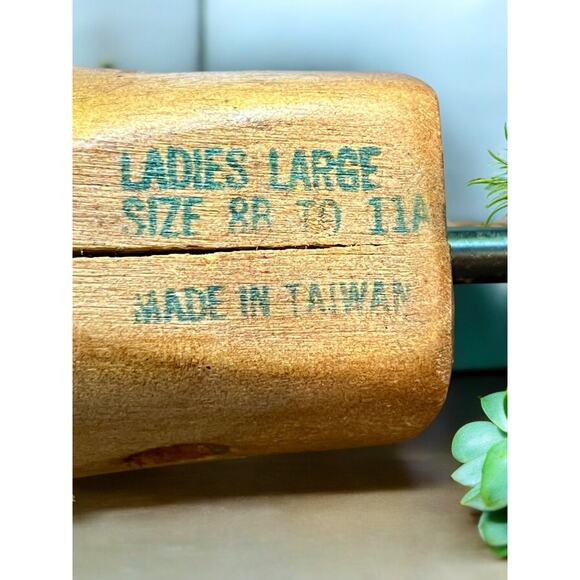 LADIES LARGE
SIZE 8B TO 11A
MADE IN TAIWAN